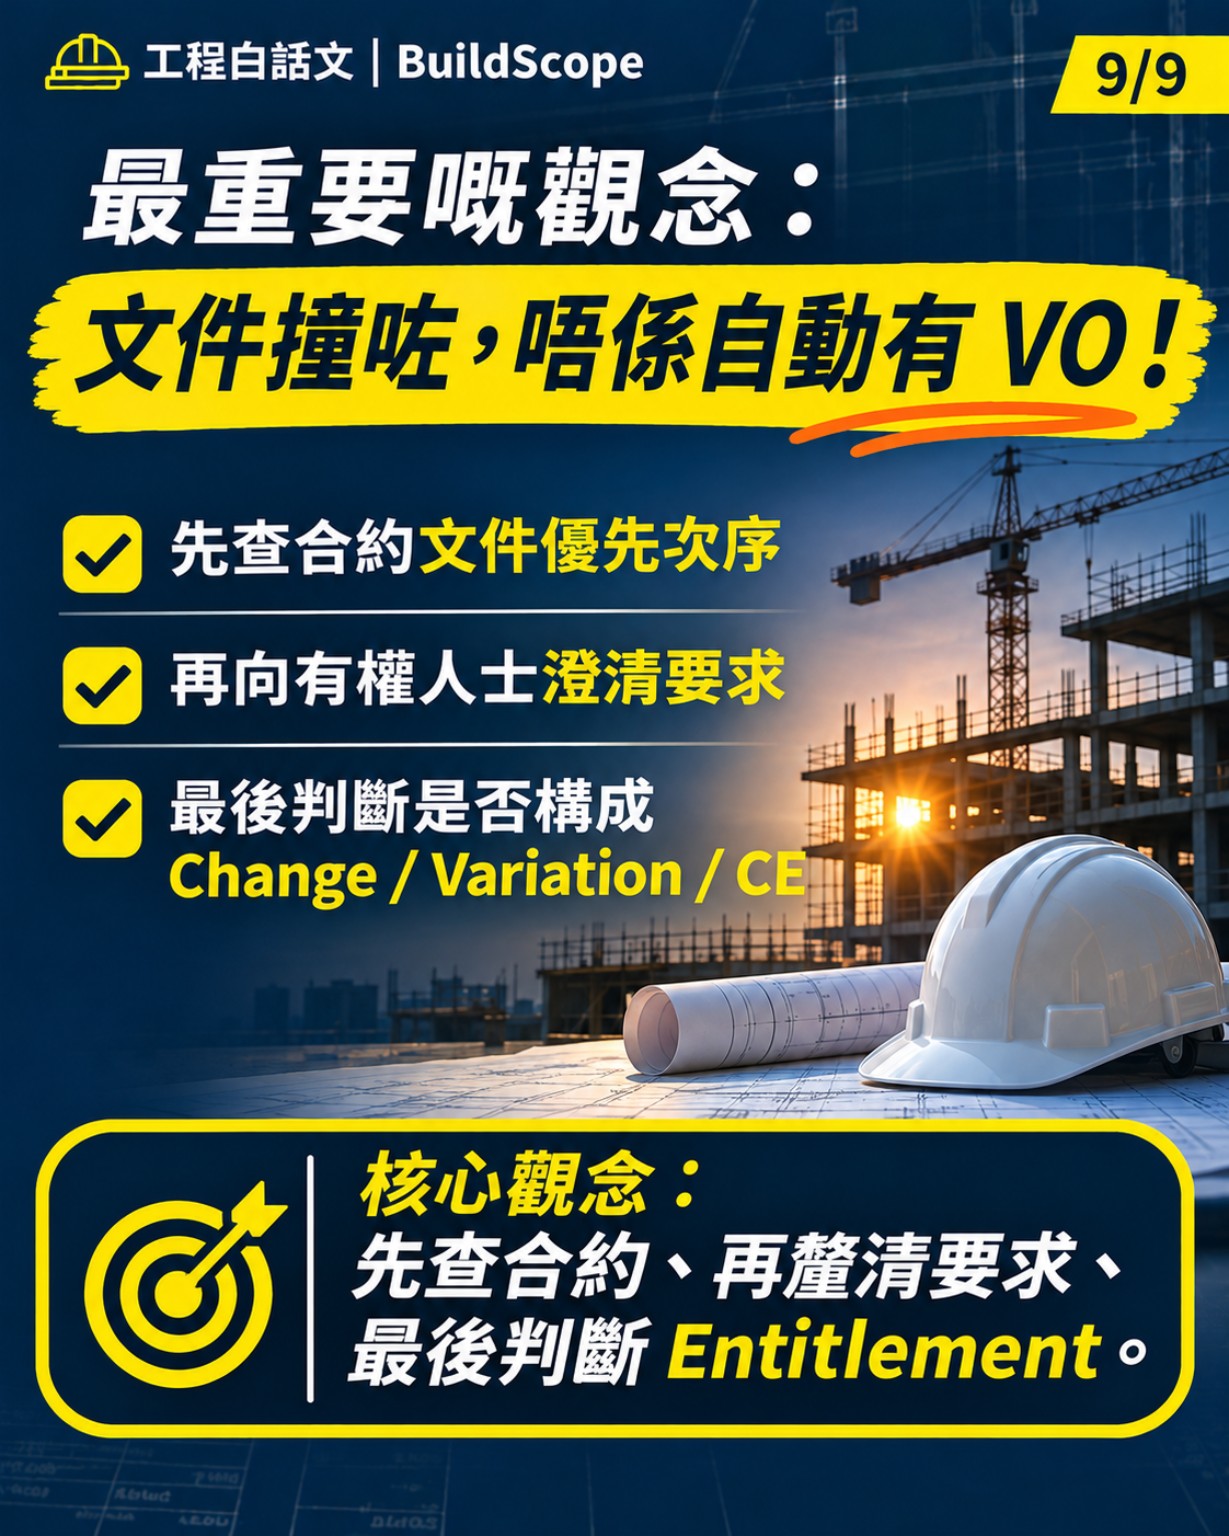 工程白話文 | BuildScope
9/9
最重要嘅觀念：
文件撞咗，唔係自動有 VO！
先查合約文件優先次序
再向有權人士澄清要求
最後判斷是否構成
Change / Variation / CE
核心觀念：
先查合約、再釐清要求、
最後判斷 Entitlement。